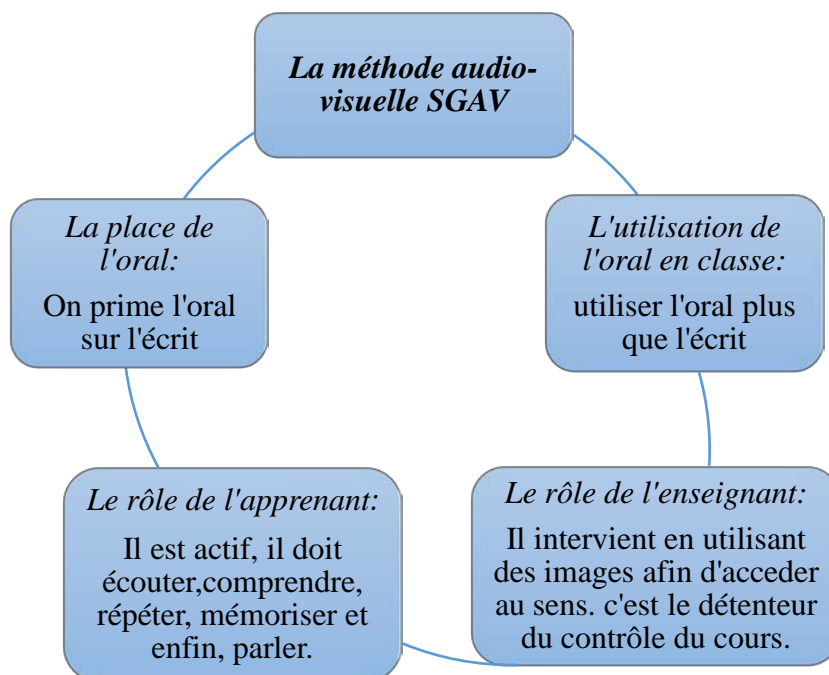 La méthode audio-
visuelle SGAV
La place de
l'oral:
On prime l'oral
sur l'écrit
L'utilisation de
l'oral en classe:
utiliser l'oral plus
que l'écrit
Le rôle de l'apprenant:
Il est actif, il doit
écouter,comprendre,
répéter, mémoriser et
enfin, parler.
Le rôle de l'enseignant:
Il intervient en utilisant
des images afin d'acceder
au sens. c'est le détenteur
du contrôle du cours.